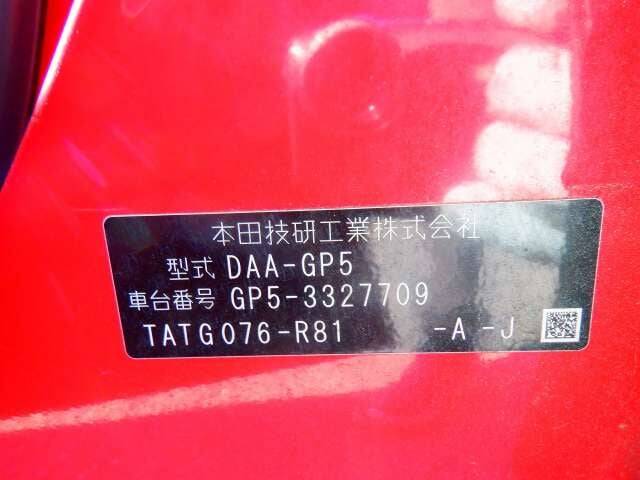 本田技研工業株式会社
型式 DAA-GP5
車台番号 GP5-3327709
TATG076-R81 -A -J